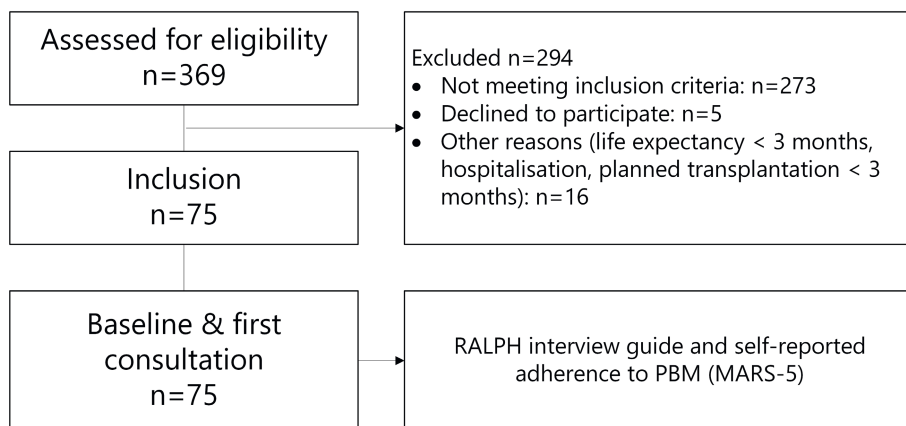 Assessed for eligibility
n=369
Excluded n=294
• Not meeting inclusion criteria: n=273
• Declined to participate: n=5
• Other reasons (life expectancy < 3 months,
hospitalisation, planned transplantation < 3
months): n=16
Inclusion
n=75
Baseline & first
consultation
n=75
RALPH interview guide and self-reported
adherence to PBM (MARS-5)